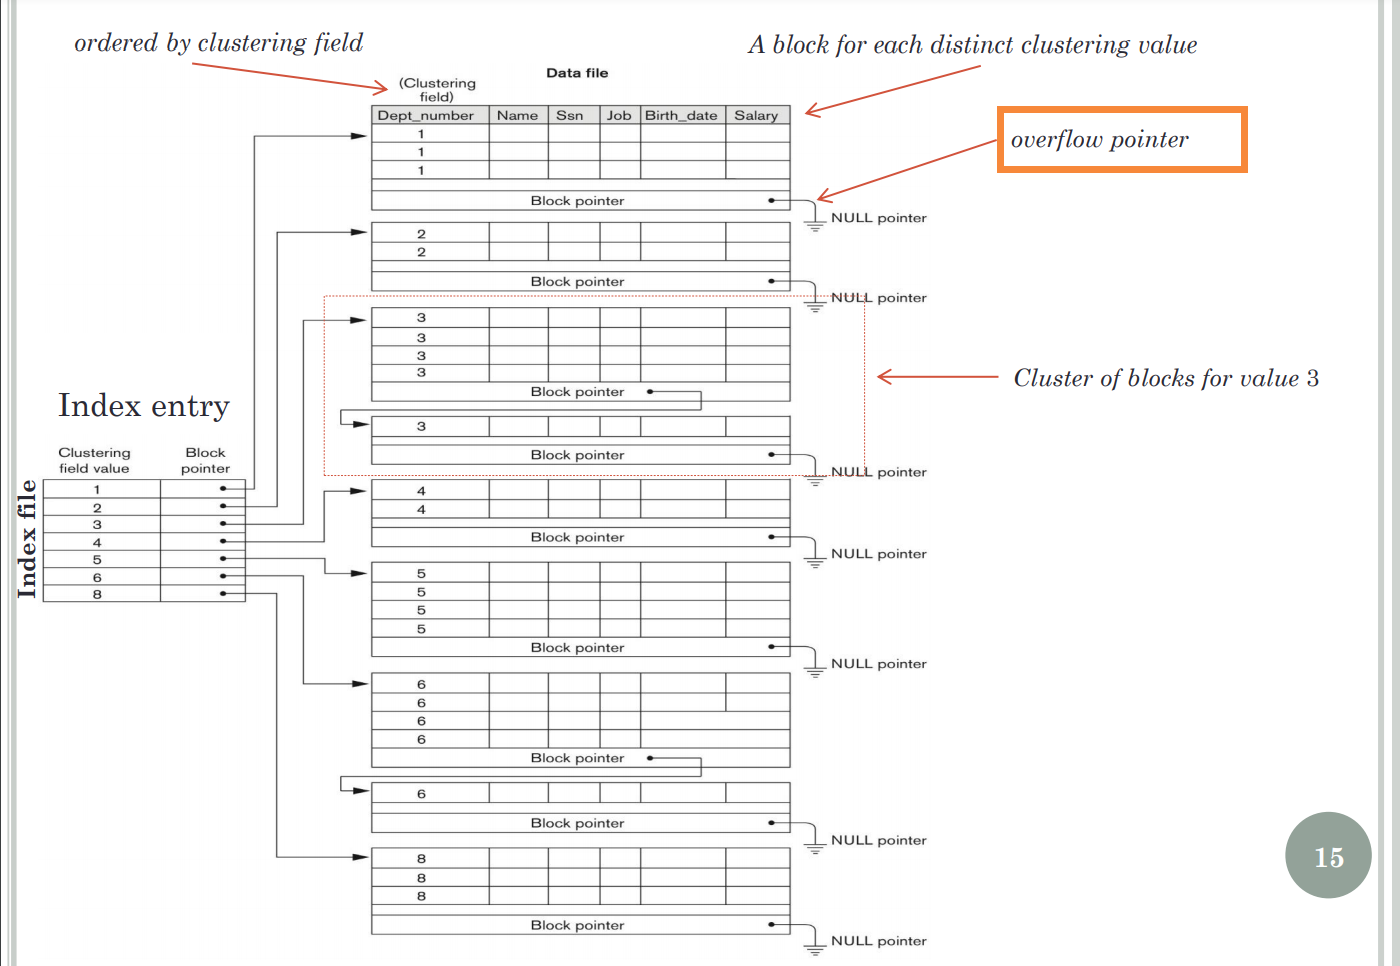 ordered by clustering field
A block for each distinct clustering value
Data file
(Clustering
field)
Dept_number Name Ssn Job Birth_date Salary
overflow pointer
1
1
1
Block pointer
NULL pointer
2
2
Block pointer
NULL pointer
3
3
3
3
Block pointer
Cluster of blocks for value 3
3
Block pointer
NULL pointer
Index entry
Clustering
field value
Block
pointer
Index file
1
2
3
4
5
6
8
4
4
Block pointer
NULL pointer
5
5
5
5
Block pointer
NULL pointer
6
6
6
6
Block pointer
6
Block pointer
NULL pointer
8
8
8
Block pointer
NULL pointer
15